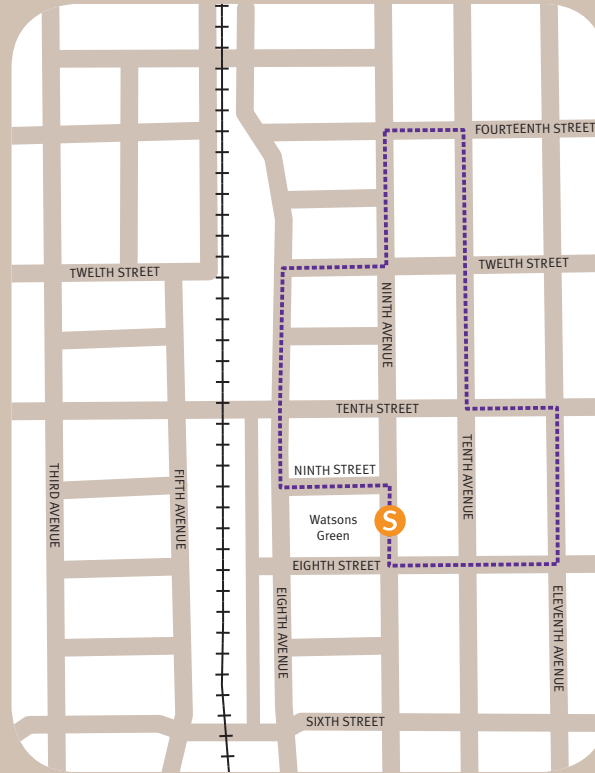 FOURTEENTH STREET
TWELTH STREET
TWELTH STREET
NINTH AVENUE
TENTH STREET
THIRD AVENUE
FIFTH AVENUE
NINTH STREET
TENTH AVENUE
Watsons
Green
S
EIGHTH STREET
EIGHTH AVENUE
ELEVENTH AVENUE
SIXTH STREET